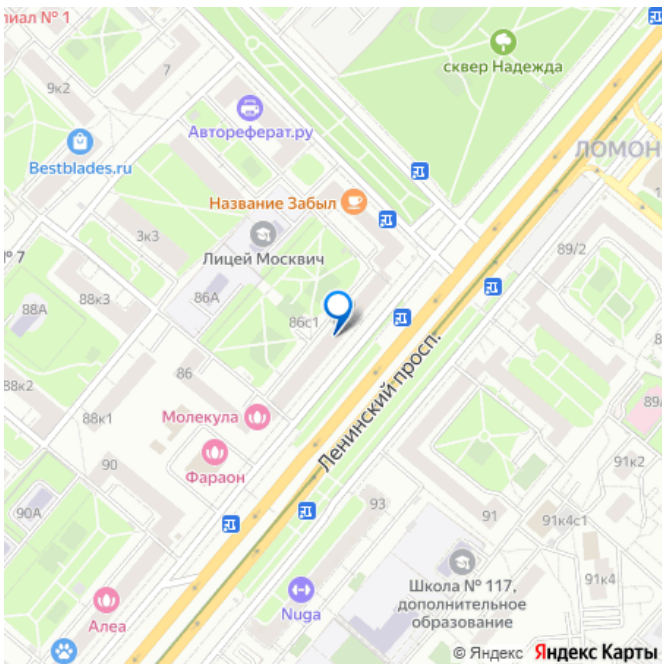 пиал № 1
сквер Надежда
7
9к2
Автореферат.ру
ЛОМОН
Bestblades.ru
Название Забыл
3к3
Лицей Москвич
89/2
№ 7
86А
88А
88к3
86с1
Ленинский просп.
86
88к2
88к1
Молекула
89/
90
Фараон
91к2
93
90А
91
91к4с1
Школа № 117,
дополнительное
образование
91к4
Nuga
Алеа
© Яндекс Яндекс Карты